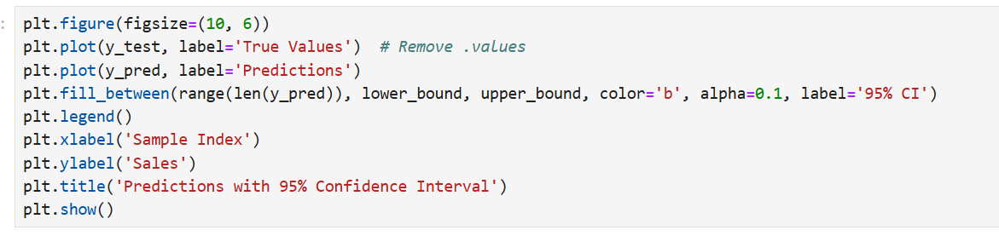 :
plt.figure(figsize=(10, 6))
plt.plot(y_test, label='True Values')  # Remove .values
plt.plot(y_pred, label='Predictions')
plt.fill_between(range(len(y_pred)), lower_bound, upper_bound, color='b', alpha=0.1, label='95% CI')
plt.legend()
plt.xlabel('Sample Index')
plt.ylabel('Sales')
plt.title('Predictions with 95% Confidence Interval')
plt.show()